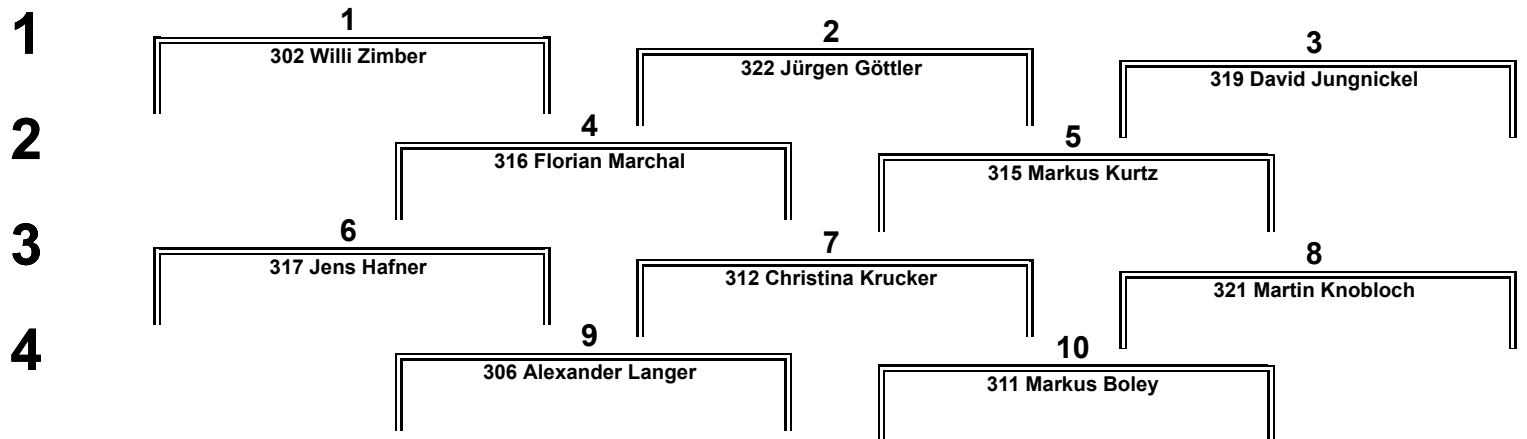 1
1
302 Willi Zimber
2
322 Jürgen Göttler
3
319 David Jungnickel
2
4
316 Florian Marchal
5
315 Markus Kurtz
3
6
317 Jens Hafner
7
312 Christina Krucker
8
321 Martin Knobloch
4
9
306 Alexander Langer
10
311 Markus Boley